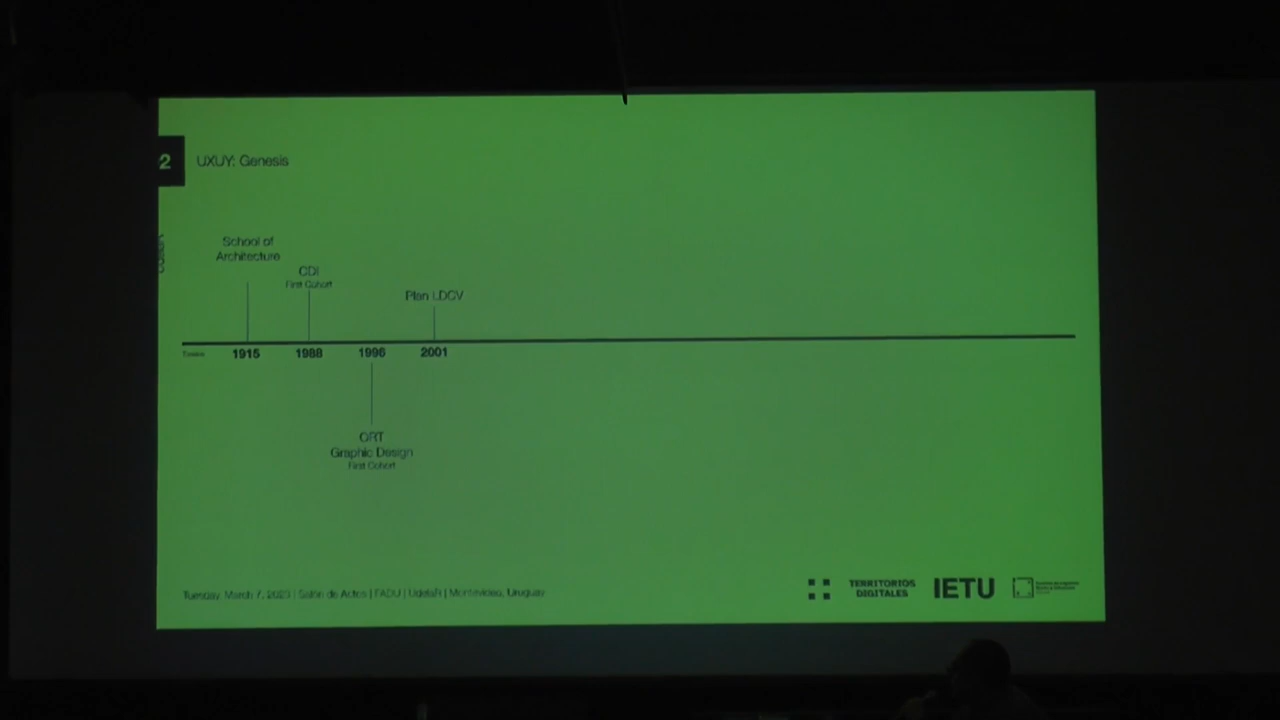 2
UXUY: Genesis
School of
Architecture
CDI
First Cohort
Plan LDCV
1915
1988
1996
2001
ORT
Graphic Design
First Cohort
Tuesday, March 7, 2023 | Salón de Actos | FADU | UdelaR | Montevideo, Uruguay
TERRITORIOS
DIGITALES
IETU